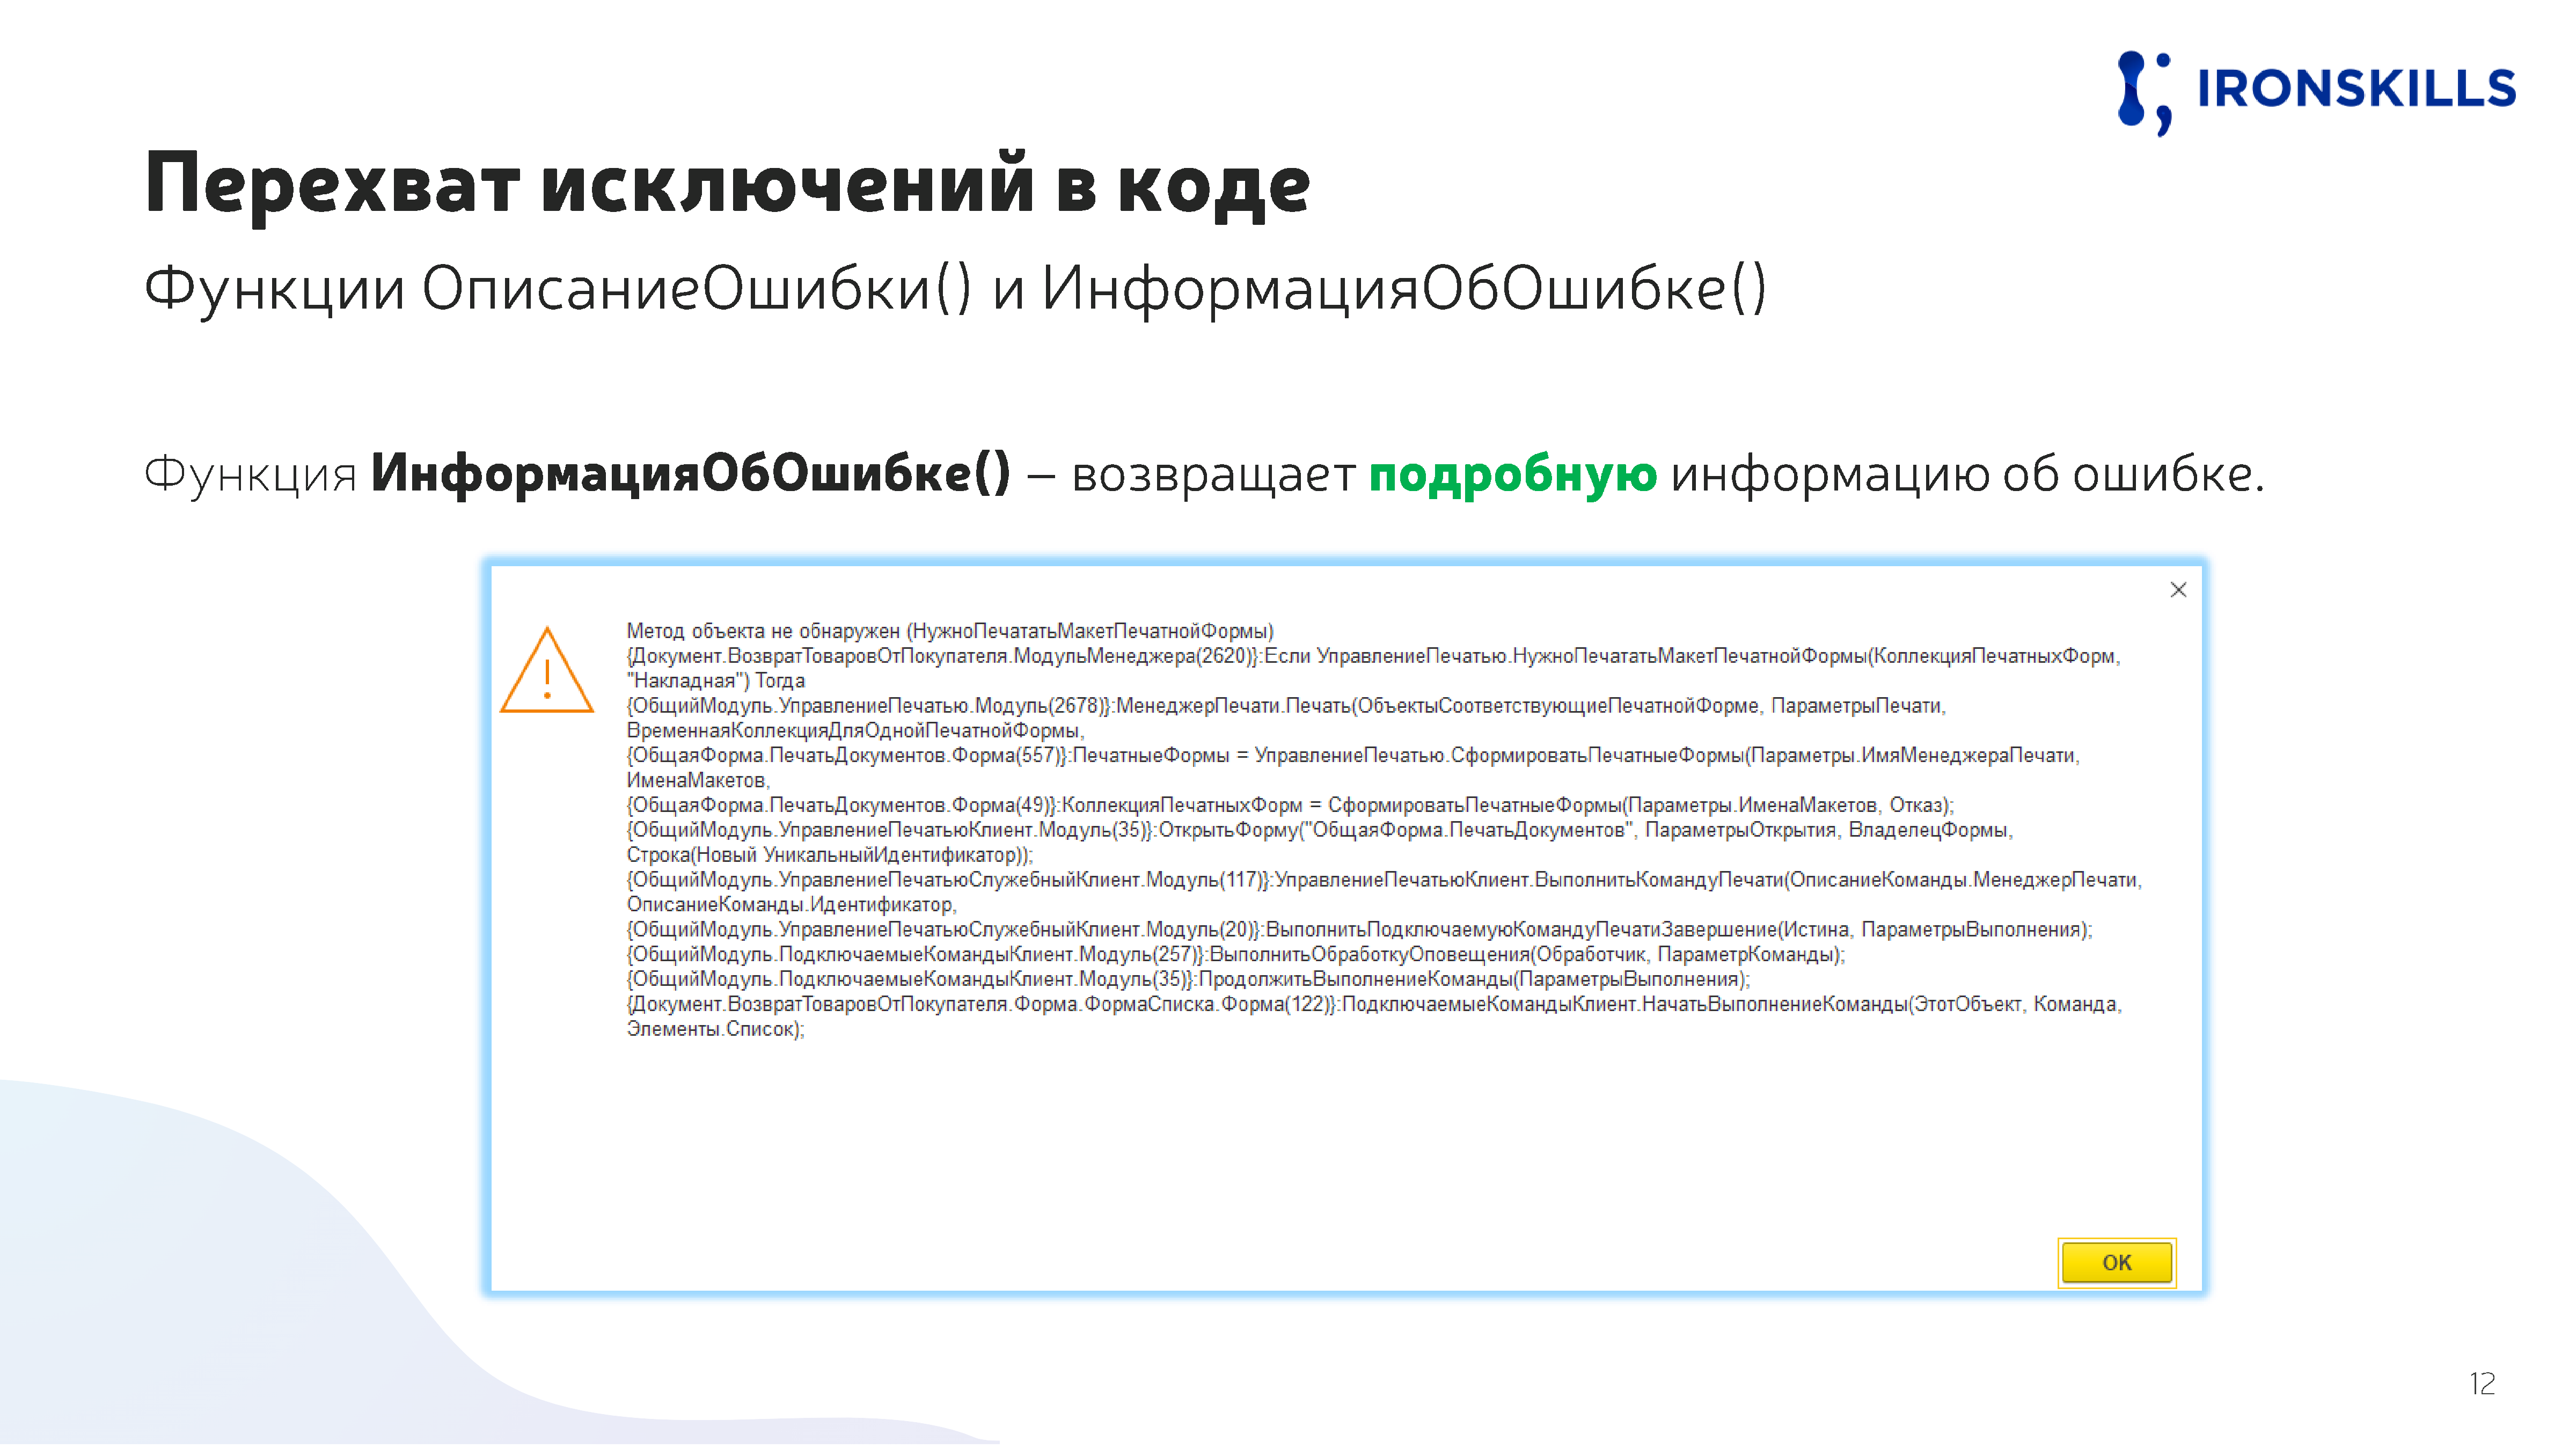 IRONSKILLS
Перехват исключений в коде
Функции ОписаниеОшибки() и ИнформацияОбОшибке()
Функция ИнформацияОбОшибке() – возвращает подробную информацию об ошибке.
Метод объекта не обнаружен (НужноПечататьМакетПечатнойФормы)
{Документ.ВозвратТоваровОтПокупателя.МодульМенеджера(2620)}:Если УправлениеПечатью.НужноПечататьМакетПечатнойФормы(КоллекцияПечатныхФорм,
"Накладная") Тогда
{ОбщийМодуль.УправлениеПечатью.Модуль(2678)}:МенеджерПечати.Печать(ОбъектыСоответствующиеПечатнойФорме, ПараметрыПечати,
ВременнаяКоллекцияДляОднойПечатнойФормы,
{ОбщаяФорма.ПечатьДокументов.Форма(557)}:ПечатныеФормы = УправлениеПечатью.СформироватьПечатныеФормы(Параметры.ИмяМенеджераПечати,
ИменаМакетов,
{ОбщаяФорма.ПечатьДокументов.Форма(49)}:КоллекцияПечатныхФорм = СформироватьПечатныеФормы(Параметры.ИменаМакетов, Отказ);
{ОбщийМодуль.УправлениеПечатьюКлиент.Модуль(35)}:ОткрытьФорму("ОбщаяФорма.ПечатьДокументов", ПараметрыОткрытия, ВладелецФормы,
Строка(Новый УникальныйИдентификатор));
{ОбщийМодуль.УправлениеПечатьюСлужебныйКлиент.Модуль(117)}:УправлениеПечатьюКлиент.ВыполнитьКомандуПечати(ОписаниеКоманды.МенеджерПечати,
ОписаниеКоманды.Идентификатор,
{ОбщийМодуль.УправлениеПечатьюСлужебныйКлиент.Модуль(20)}:ВыполнитьПодключаемуюКомандуПечатиЗавершение(Истина, ПараметрыВыполнения);
{ОбщийМодуль.ПодключаемыеКомандыКлиент.Модуль(257)}:ВыполнитьОбработкуОповещения(Обработчик, ПараметрКоманды);
{ОбщийМодуль.ПодключаемыеКомандыКлиент.Модуль(35)}:ПродолжитьВыполнениеКоманды(ПараметрыВыполнения);
{Документ.ВозвратТоваровОтПокупателя.Форма.ФормаСписка.Форма(122)}:ПодключаемыеКомандыКлиент.НачатьВыполнениеКоманды(ЭтотОбъект, Команда,
Элементы.Список);
OK
12